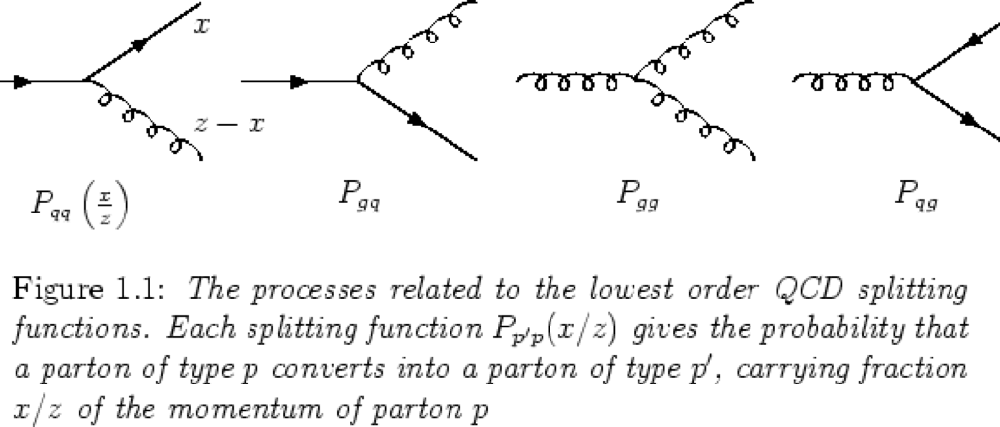 x
z − x
P_qq (x/z) P_gq P_gg P_qg
Figure 1.1: The processes related to the lowest order QCD splitting
functions. Each splitting function P_p'p(x/z) gives the probability that
a parton of type p converts into a parton of type p', carrying fraction
x/z of the momentum of parton p